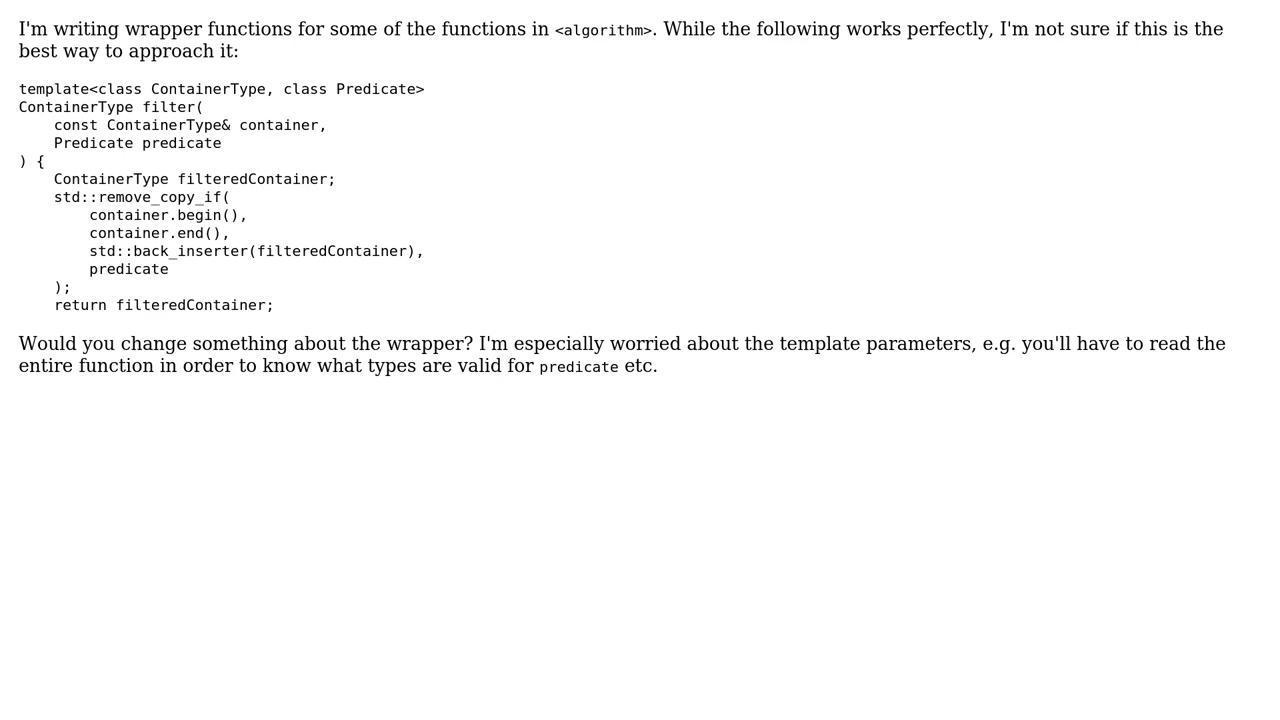 I'm writing wrapper functions for some of the functions in <algorithm>. While the following works perfectly, I'm not sure if this is the
best way to approach it:
template<class ContainerType, class Predicate>
ContainerType filter(
    const ContainerType& container,
    Predicate predicate
) {
    ContainerType filteredContainer;
    std::remove_copy_if(
        container.begin(),
        container.end(),
        std::back_inserter(filteredContainer),
        predicate
    );
    return filteredContainer;
Would you change something about the wrapper? I'm especially worried about the template parameters, e.g. you'll have to read the
entire function in order to know what types are valid for predicate etc.